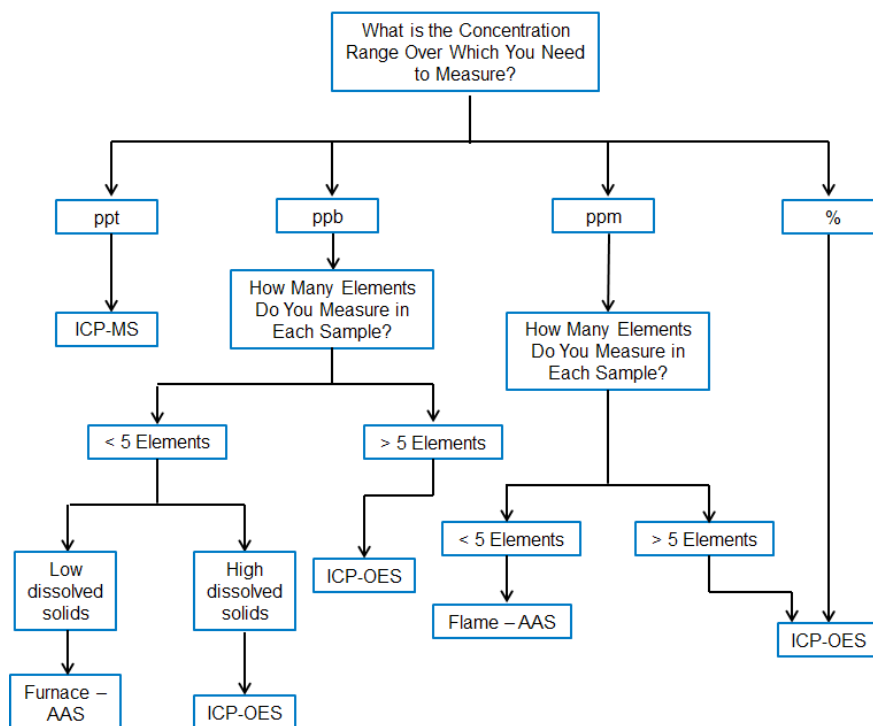 What is the Concentration
Range Over Which You Need
to Measure?
ppt
ppb
ppm
%
How Many Elements
Do You Measure in
Each Sample?
ICP-MS
How Many Elements
Do You Measure in
Each Sample?
< 5 Elements
> 5 Elements
< 5 Elements
> 5 Elements
Low
dissolved
solids
High
dissolved
solids
ICP-OES
Flame – AAS
ICP-OES
Furnace –
AAS
ICP-OES